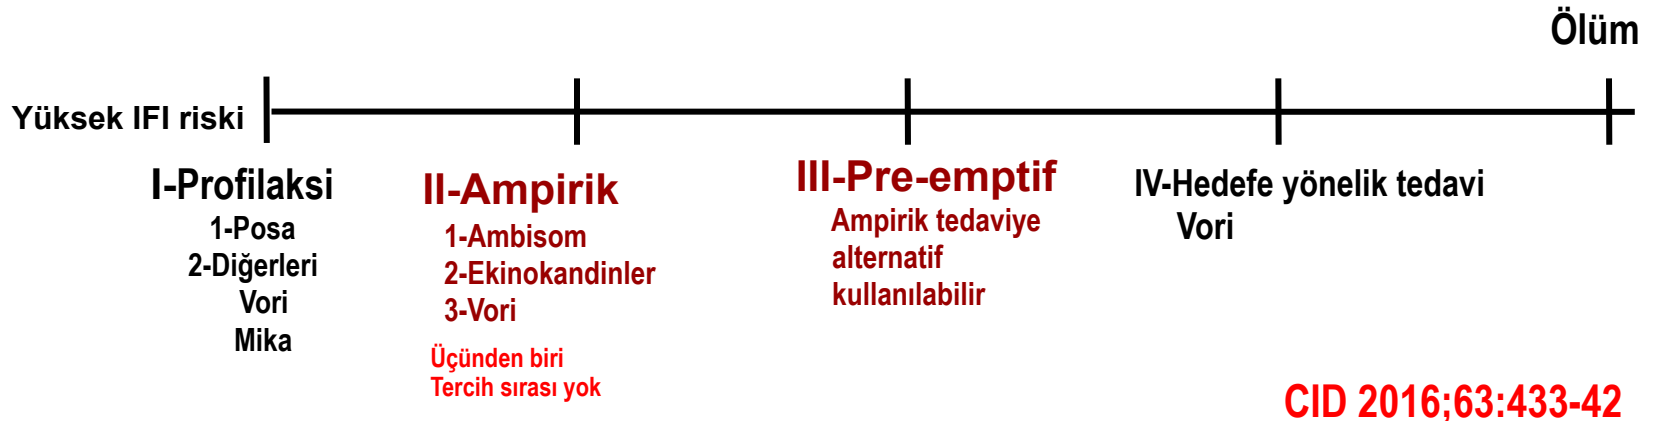 Ölüm
Yüksek IFI riski
I-Profilaksi
1-Posa
2-Diğerleri
Vori
Mika
II-Ampirik
1-Ambisom
2-Ekinokandinler
3-Vori
Üçünden biri
Tercih sırası yok
III-Pre-emptif
Ampirik tedaviye
alternatif
kullanılabilir
IV-Hedefe yönelik tedavi
Vori
CID 2016;63:433-42